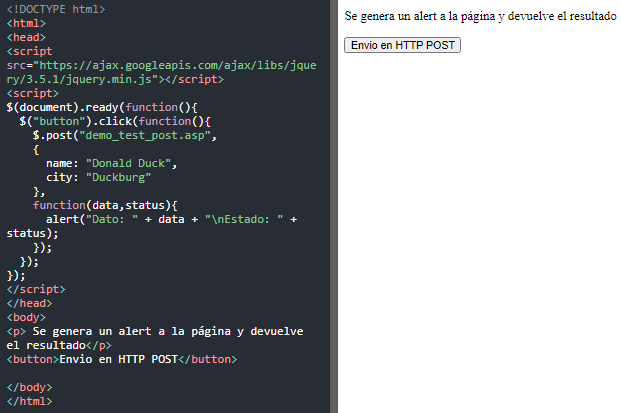 <!DOCTYPE html>
<html>
<head>
<script
src="https://ajax.googleapis.com/ajax/libs/jque
ry/3.5.1/jquery.min.js"></script>
<script>
$(document).ready(function(){
  $("button").click(function(){
    $.post("demo_test_post.asp",
    {
      name: "Donald Duck",
      city: "Duckburg"
    },
    function(data,status){
      alert("Dato: " + data + "\nEstado: " +
status);
    });
  });
});
</script>
</head>
<body>
<p> Se genera un alert a la página y devuelve
el resultado</p>
<button>Envio en HTTP POST</button>
</body>
</html>
Se genera un alert a la página y devuelve el resultado
Envio en HTTP POST